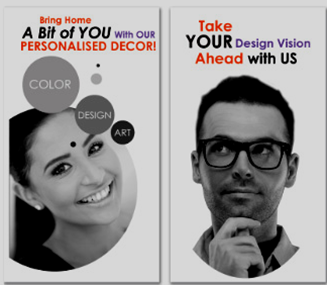 Bring Home
A Bit of YOU With OUR
PERSONALISED DECOR!
COLOR
DESIGN
ART
Take
YOUR Design Vision
Ahead with US